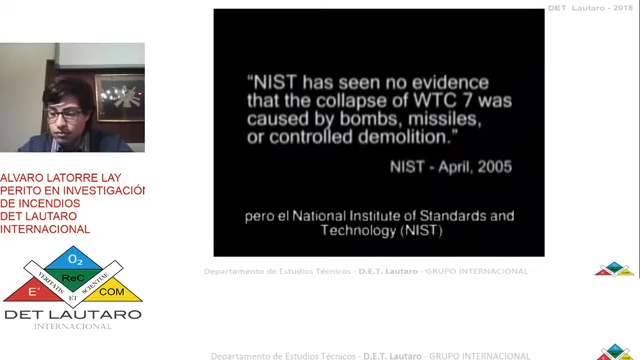 DET Lautaro - 2018
"NIST has seen no evidence
that the collapse of WTC 7 was
caused by bombs, missiles,
or controlled demolition."
NIST - April, 2005
pero el National Institute of Standards and
Technology (NIST)
ALVARO LATORRE LAY
PERITO EN INVESTIGACIÓN
DE INCENDIOS
DET LAUTARO
INTERNACIONAL
O₂
ReC
VERITATIS ET SCIENTIAE
E⁺ COM
DET LAUTARO
INTERNACIONAL
Departamento de Estudios Técnicos - D.E.T. Lautaro - GRUPO INTERNACIONAL
Departamento de Estudios Técnicos - D.E.T. Lautaro - GRUPO INTERNACIONAL